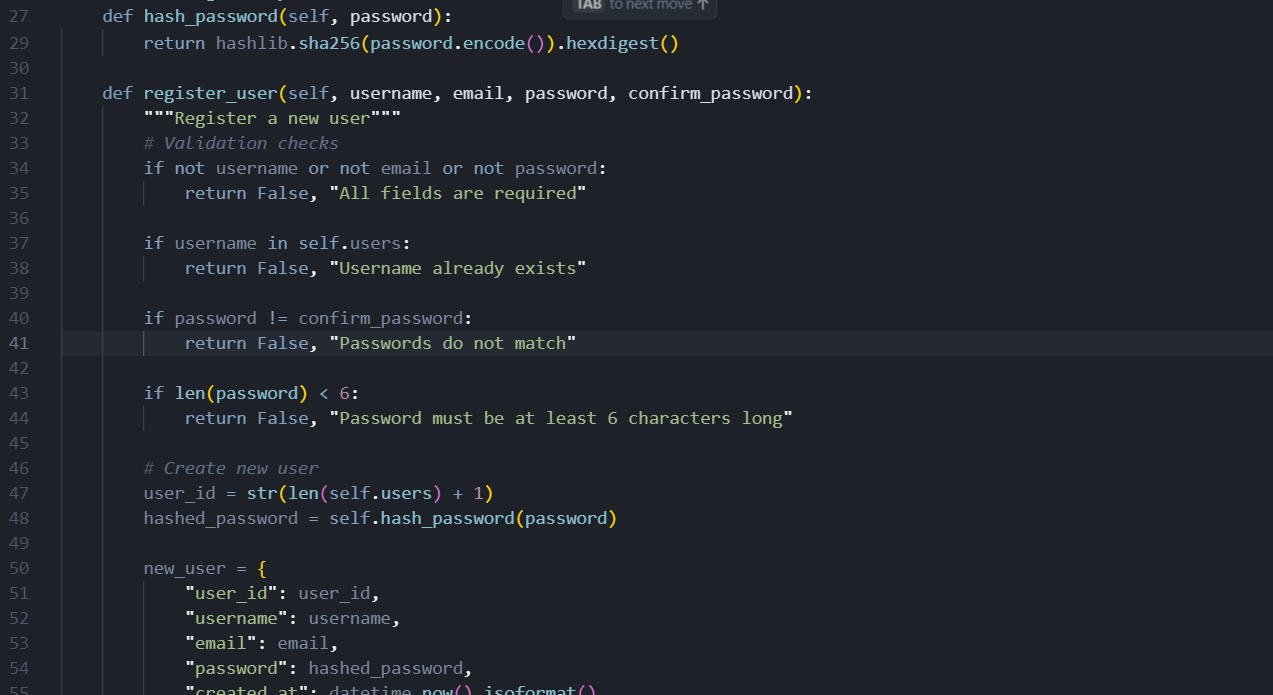 TAB to next move ↑
27 def hash_password(self, password):
29 return hashlib.sha256(password.encode()).hexdigest()
30
31 def register_user(self, username, email, password, confirm_password):
32 """Register a new user"""
33 # Validation checks
34 if not username or not email or not password:
35 return False, "All fields are required"
36
37 if username in self.users:
38 return False, "Username already exists"
39
40 if password != confirm_password:
41 return False, "Passwords do not match"
42
43 if len(password) < 6:
44 return False, "Password must be at least 6 characters long"
45
46 # Create new user
47 user_id = str(len(self.users) + 1)
48 hashed_password = self.hash_password(password)
49
50 new_user = {
51 "user_id": user_id,
52 "username": username,
53 "email": email,
54 "password": hashed_password,
55 "created_at": datetime.now().isoformat()